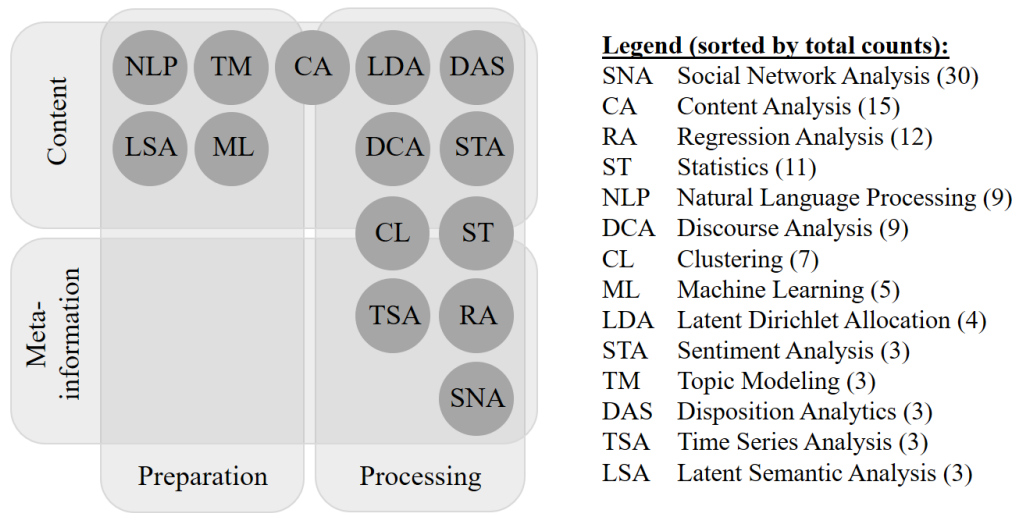 NLP TM CA LDA DAS
LSA ML DCA STA
CL ST
TSA RA
SNA
Content
Meta-
information
Preparation
Processing
Legend (sorted by total counts):
SNA Social Network Analysis (30)
CA Content Analysis (15)
RA Regression Analysis (12)
ST Statistics (11)
NLP Natural Language Processing (9)
DCA Discourse Analysis (9)
CL Clustering (7)
ML Machine Learning (5)
LDA Latent Dirichlet Allocation (4)
STA Sentiment Analysis (3)
TM Topic Modeling (3)
DAS Disposition Analytics (3)
TSA Time Series Analysis (3)
LSA Latent Semantic Analysis (3)